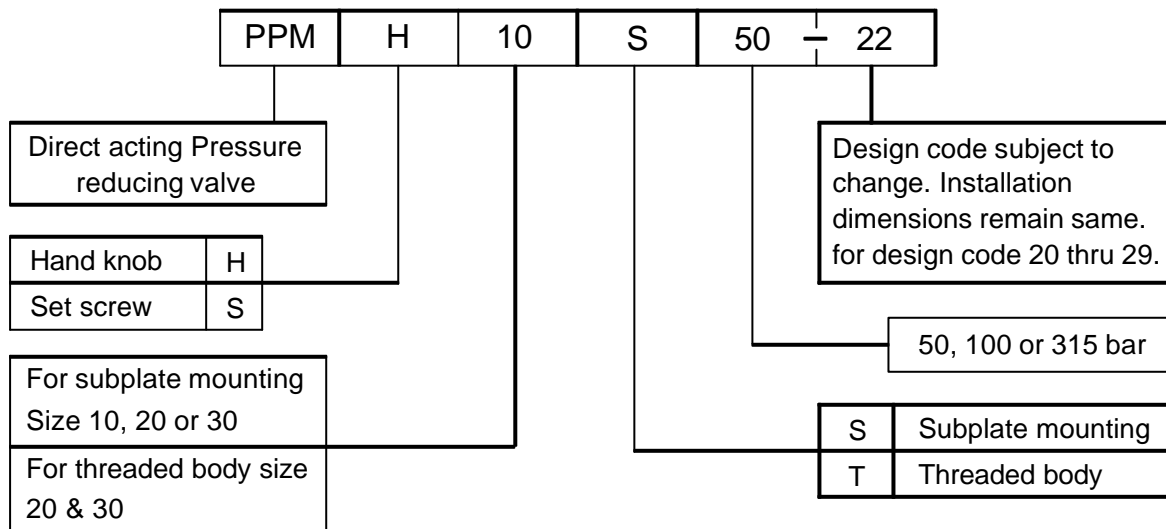 PPM H 10 S 50 – 22
Direct acting Pressure
reducing valve
Design code subject to
change. Installation
dimensions remain same.
for design code 20 thru 29.
Hand knob H
Set screw S
50, 100 or 315 bar
For subplate mounting
Size 10, 20 or 30
For threaded body size
20 & 30
S Subplate mounting
T Threaded body